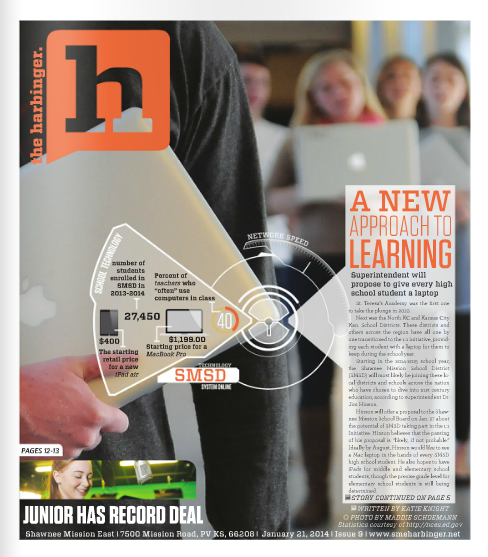 the harbinger.
h
A NEW
APPROACH TO
LEARNING
Superintendent will
propose to give every high
school student a laptop
St. Teresa's Academy was the first one
to take the plunge in 2010.
Next was the North KC and Kansas City
Kan. School Districts. These districts and
others across the region have all one by
one transitioned to the 1:1 initiative, provid-
ing each student with a laptop for them to
keep during the school year.
Starting in the 2014-2015 school year,
the Shawnee Mission School District
(SMSD) will most likely be joining these lo-
cal districts and schools across the nation
who have chosen to dive into 21st century
education, according to superintendent Dr.
Jim Hinson.
Hinson will offer a proposal to the Shaw-
nee Mission School Board on Jan. 27 about
the potential of SMSD taking part in the 1:1
Initiative. Hinson believes that the passing
of his proposal is "likely, if not probable."
Ideally by August, Hinson would like to see
a Mac laptop in the hands of every SMSD
high school student. He also hopes to have
iPads for middle and elementary school
students, though the precise grade level for
elementary school students is still being
determined.
STORY CONTINUED ON PAGE 5
WRITTEN BY KATIE KNIGHT
PHOTO BY MADDIE SCHOEMANN
Statistics courtesy of http://nces.ed.gov
NETWORK SPEED
SCHOOL TECHNOLOGY
number of
students
enrolled in
SMSD in
2013-2014
27,450
Percent of
teachers who
"often" use
computers in class
40
$400
The starting
retail price
for a new
iPad air
$1,199.00
Starting price for a
MacBook Pro
TECHNOLOGY
SMSD
SYSTEM ONLINE
PAGES 12-13
JUNIOR HAS RECORD DEAL
Shawnee Mission East | 7500 Mission Road, PV KS, 66208 | January 21, 2014 | Issue 9 | www.smeharbinger.net